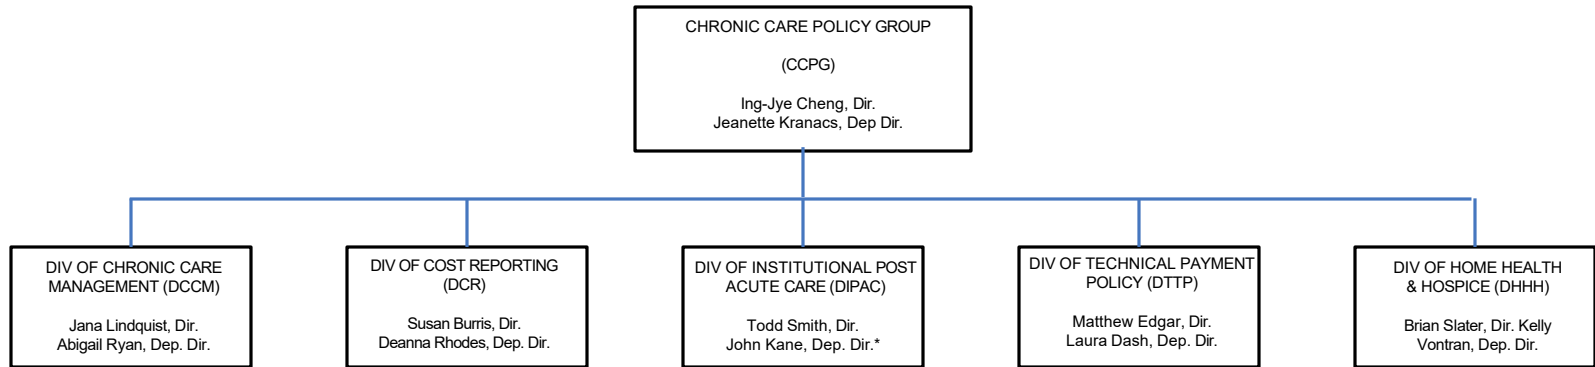 CHRONIC CARE POLICY GROUP
(CCPG)
Ing-Jye Cheng, Dir.
Jeanette Kranacs, Dep Dir.
DIV OF CHRONIC CARE
MANAGEMENT (DCCM)
Jana Lindquist, Dir.
Abigail Ryan, Dep. Dir.
DIV OF COST REPORTING
(DCR)
Susan Burris, Dir.
Deanna Rhodes, Dep. Dir.
DIV OF INSTITUTIONAL POST
ACUTE CARE (DIPAC)
Todd Smith, Dir.
John Kane, Dep. Dir.*
DIV OF TECHNICAL PAYMENT
POLICY (DTTP)
Matthew Edgar, Dir.
Laura Dash, Dep. Dir.
DIV OF HOME HEALTH
& HOSPICE (DHHH)
Brian Slater, Dir. Kelly
Vontran, Dep. Dir.